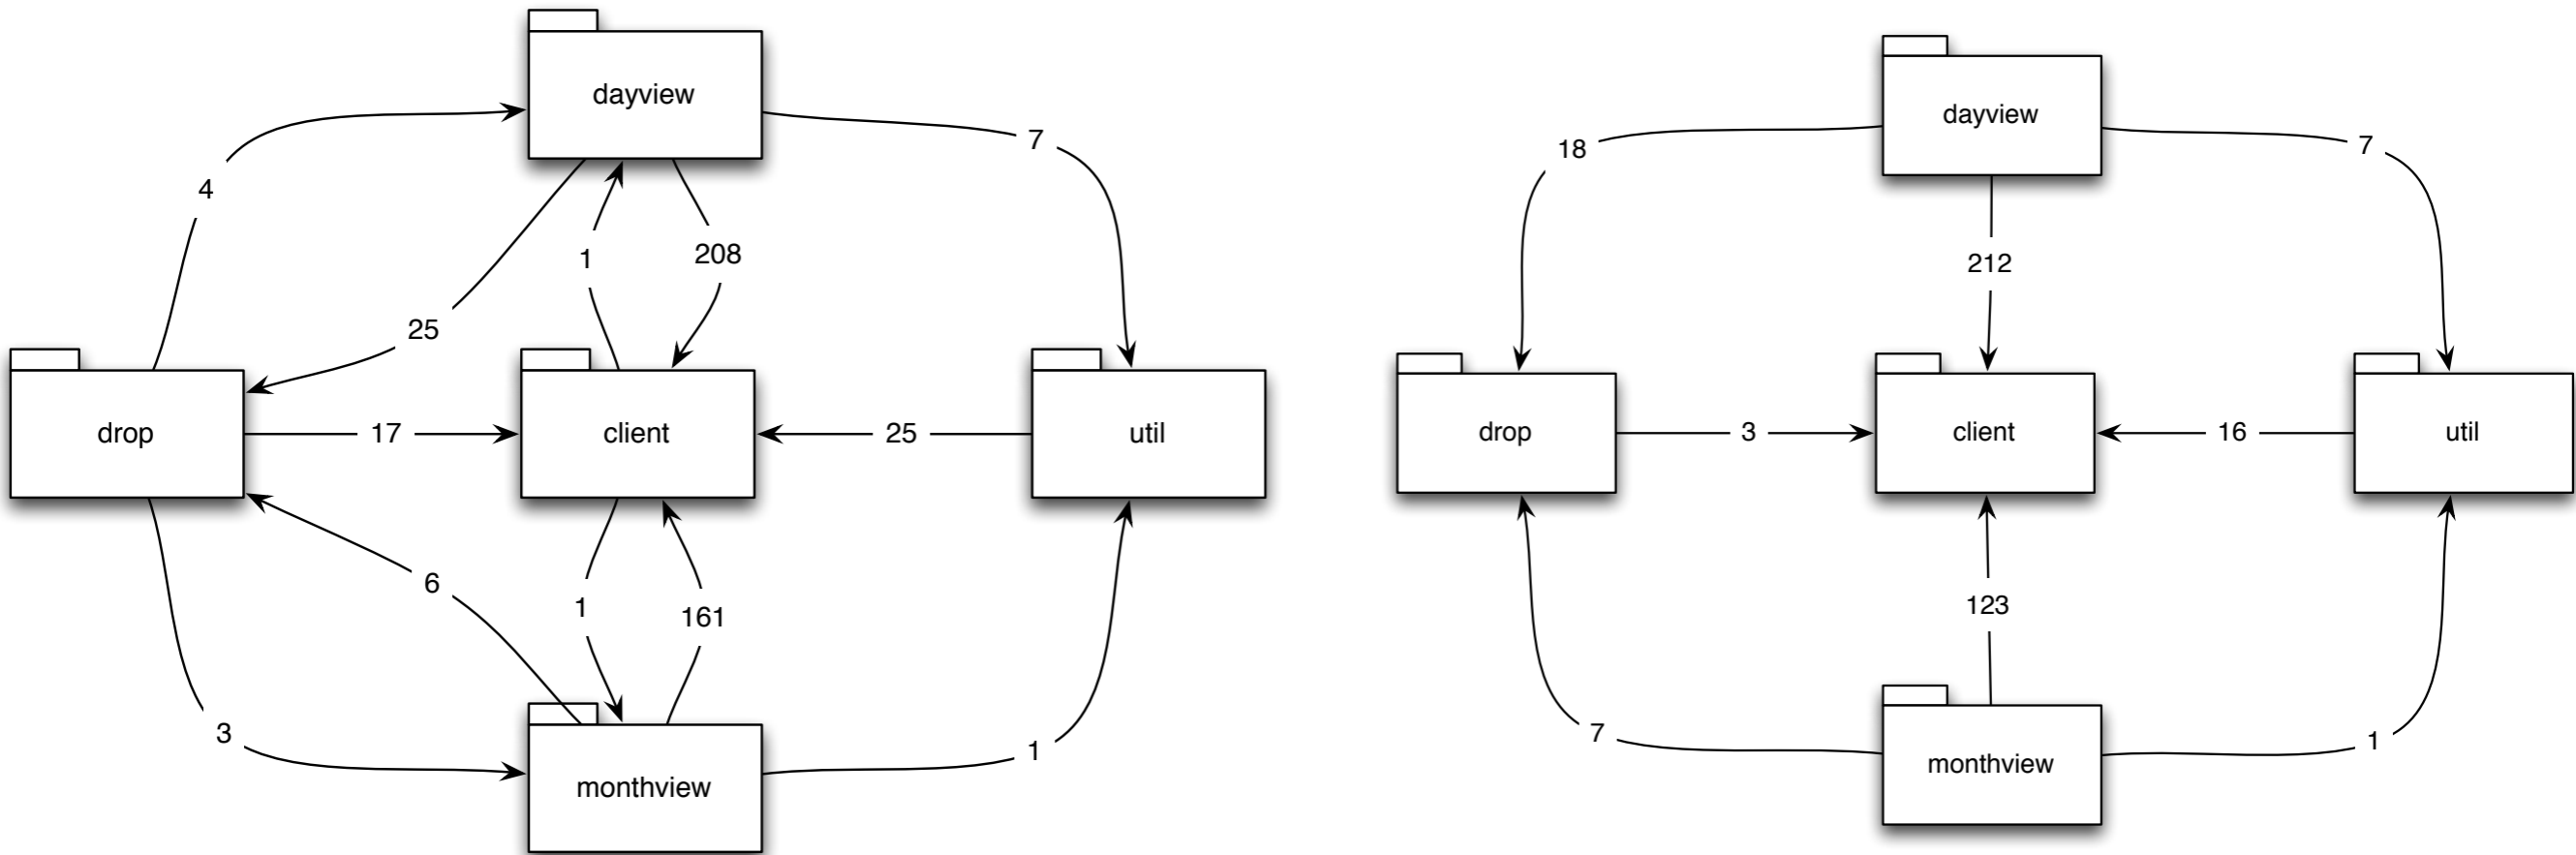 dayview
7
4
1
208
25
drop
17
client
25
util
6
1
161
3
1
monthview
dayview
18
7
212
drop
3
client
16
util
123
7
1
monthview